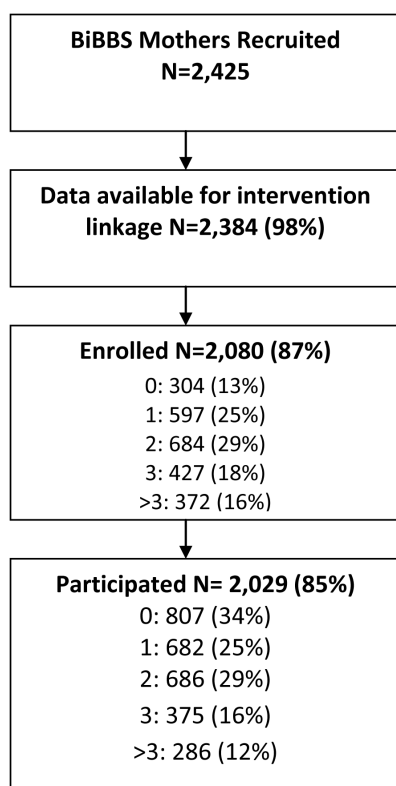 BiBBS Mothers Recruited
N=2,425
Data available for intervention
linkage N=2,384 (98%)
Enrolled N=2,080 (87%)
0: 304 (13%)
1: 597 (25%)
2: 684 (29%)
3: 427 (18%)
>3: 372 (16%)
Participated N= 2,029 (85%)
0: 807 (34%)
1: 682 (25%)
2: 686 (29%)
3: 375 (16%)
>3: 286 (12%)